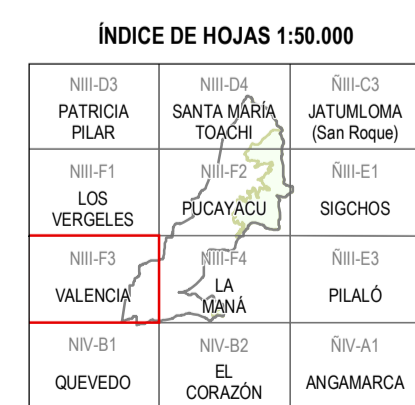 ÍNDICE DE HOJAS 1:50.000
NIII-D3
PATRICIA
PILAR
NIII-D4
SANTA MARÍA
TOACHI
ÑIII-C3
JATUMLOMA
(San Roque)
NIII-F1
LOS
VERGELES
NIII-F2
PUCAYACU
ÑIII-E1
SIGCHOS
NIII-F3
VALENCIA
NIII-F4
LA
MANÁ
ÑIII-E3
PILALÓ
NIV-B1
QUEVEDO
NIV-B2
EL
CORAZÓN
ÑIV-A1
ANGAMARCA